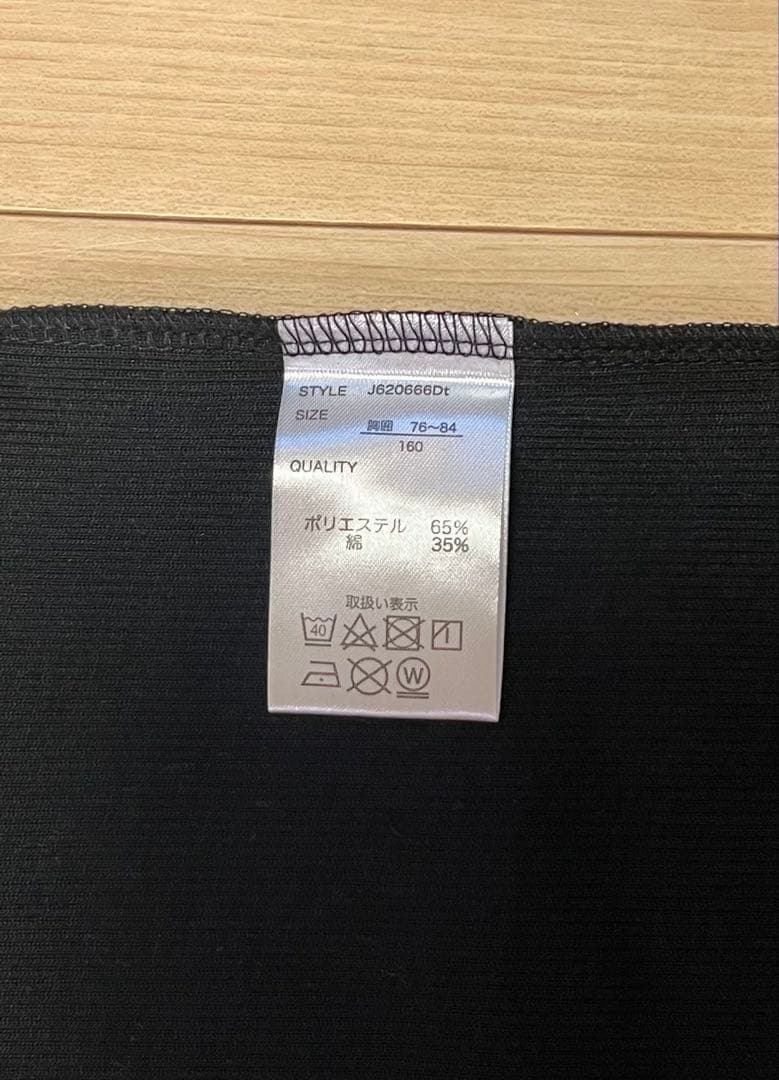 STYLE J620666Dt
SIZE
胸囲 76~84
160
QUALITY
ポリエステル 65%
綿 35%
取扱い表示
40
W